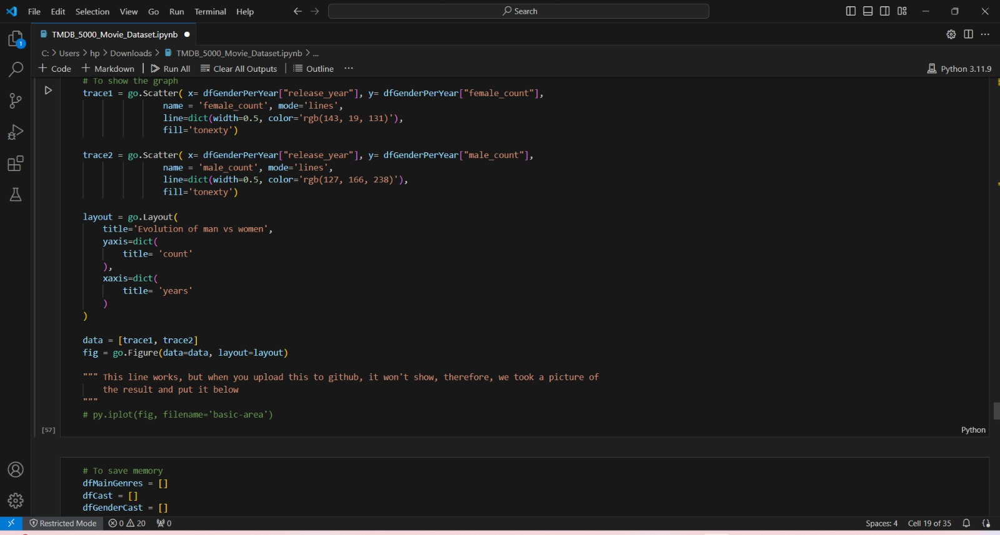 File Edit Selection View Go Run Terminal Help Search
TMDB_5000_Movie_Dataset.ipynb
1
C: > Users > hp > Downloads > TMDB_5000_Movie_Dataset.ipynb > ...
+ Code + Markdown | Run All Clear All Outputs | Outline ... Python 3.11.9
# To show the graph
trace1 = go.Scatter( x= dfGenderPerYear["release_year"], y= dfGenderPerYear["female_count"],
name = 'female_count', mode='lines',
line=dict(width=0.5, color='rgb(143, 19, 131)'),
fill='tonexty')
trace2 = go.Scatter( x= dfGenderPerYear["release_year"], y= dfGenderPerYear["male_count"],
name = 'male_count', mode='lines',
line=dict(width=0.5, color='rgb(127, 166, 238)'),
fill='tonexty')
layout = go.Layout(
title='Evolution of man vs women',
yaxis=dict(
title= 'count'
),
xaxis=dict(
title= 'years'
)
)
data = [trace1, trace2]
fig = go.Figure(data=data, layout=layout)
""" This line works, but when you upload this to github, it won't show, therefore, we took a picture of
the result and put it below
"""
# py.iplot(fig, filename='basic-area')
[57] Python
# To save memory
dfMainGenres = []
dfCast = []
dfGenderCast = []
Restricted Mode 0 20 0 Spaces: 4 Cell 19 of 35